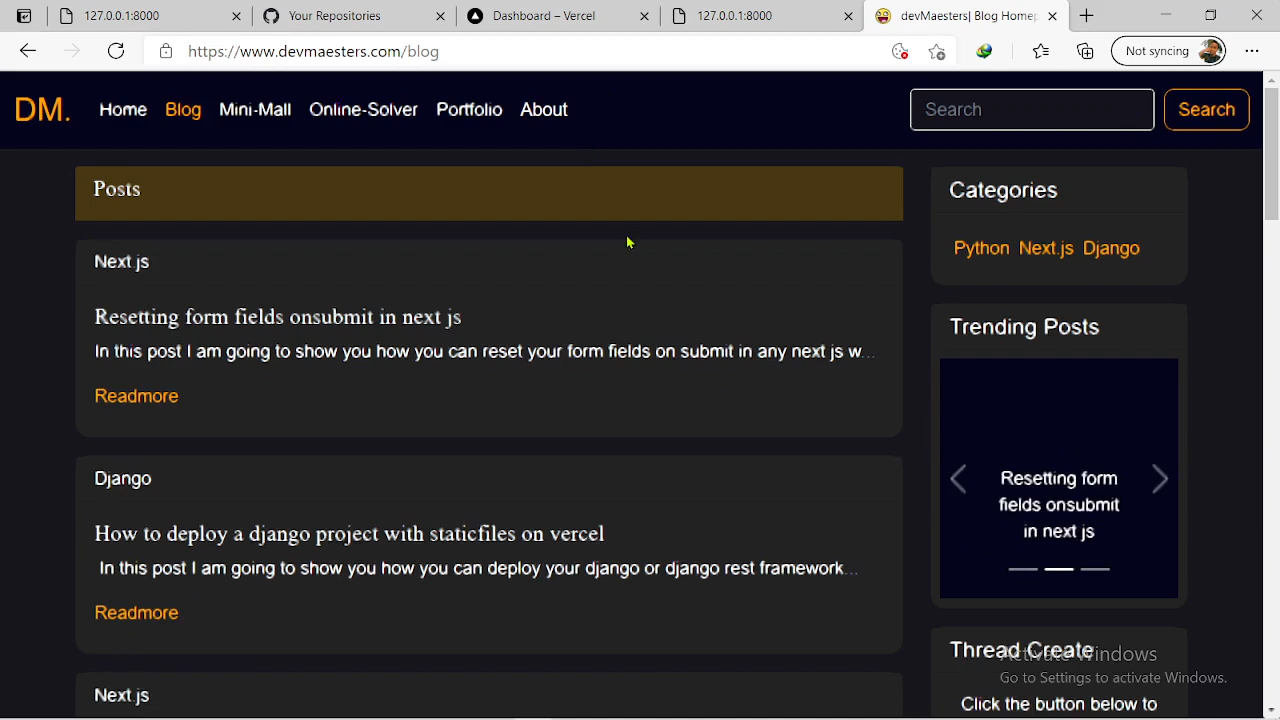 127.0.0.1:8000
Your Repositories
Dashboard – Vercel
127.0.0.1:8000
devMaesters| Blog Homep
https://www.devmaesters.com/blog
Not syncing
DM.
Home Blog Mini-Mall Online-Solver Portfolio About
Search
Search
Posts
Next.js
Resetting form fields onsubmit in next js
In this post I am going to show you how you can reset your form fields on submit in any next js w...
Readmore
Django
How to deploy a django project with staticfiles on vercel
In this post I am going to show you how you can deploy your django or django rest framework...
Readmore
Next.js
Categories
Python Next.js Django
Trending Posts
Resetting form
fields onsubmit
in next js
Thread Create
Click the button below to
Activate Windows
Go to Settings to activate Windows.